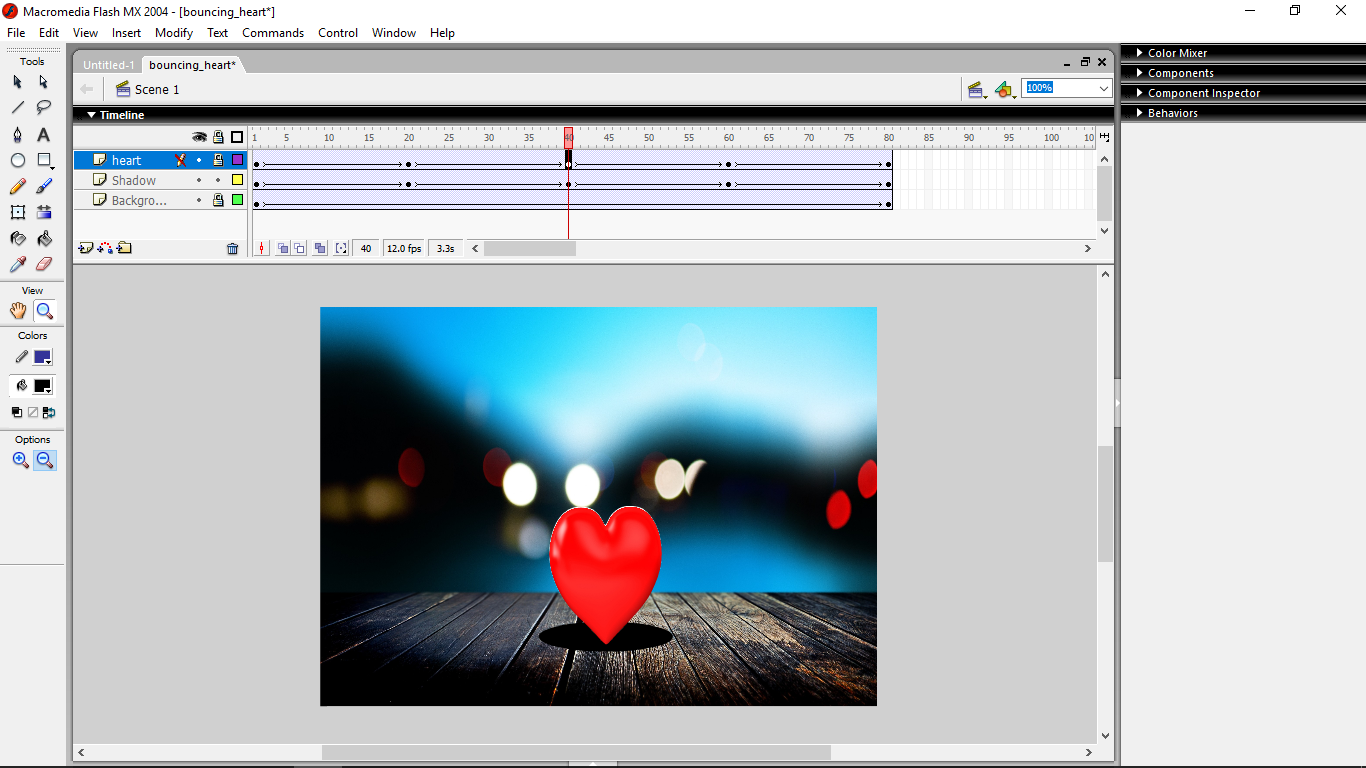 Macromedia Flash MX 2004 - [bouncing_heart*]
File Edit View Insert Modify Text Commands Control Window Help
Tools
View
Colors
Options
Untitled-1 bouncing_heart*
Scene 1 100%
Timeline
1 5 10 15 20 25 30 35 40 45 50 55 60 65 70 75 80 85 90 95 100 10
heart
Shadow
Backgro...
40 12.0 fps 3.3s
Color Mixer
Components
Component Inspector
Behaviors